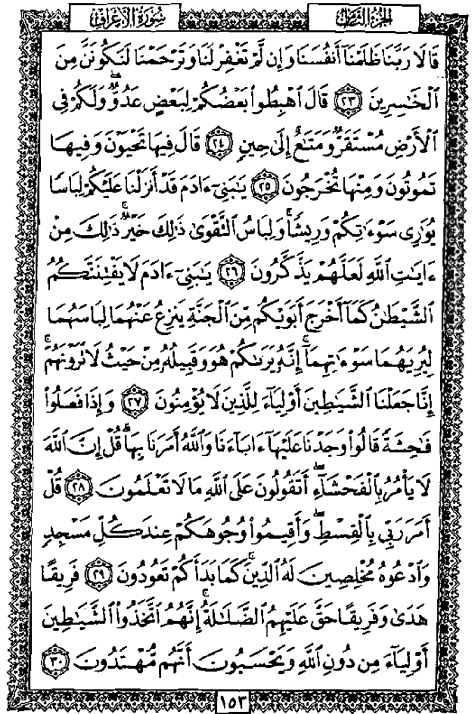 الجزء الثامن
سورة الأعراف
قَالَا رَبَّنَا ظَلَمْنَا أَنفُسَنَا وَإِن لَّمْ تَغْفِرْ لَنَا وَتَرْحَمْنَا لَنَكُونَنَّ مِنَ
الْخَاسِرِينَ ﴿٢٣﴾ قَالَ اهْبِطُوا بَعْضُكُمْ لِبَعْضٍ عَدُوٌّ وَلَكُمْ فِي
الْأَرْضِ مُسْتَقَرٌّ وَمَتَاعٌ إِلَىٰ حِينٍ ﴿٢٤﴾ قَالَ فِيهَا تَحْيَوْنَ وَفِيهَا
تَمُوتُونَ وَمِنْهَا تُخْرَجُونَ ﴿٢٥﴾ يَابَنِي آدَمَ قَدْ أَنزَلْنَا عَلَيْكُمْ لِبَاسًا
يُوَارِي سَوْآتِكُمْ وَرِيشًا وَلِبَاسُ التَّقْوَىٰ ذَٰلِكَ خَيْرٌ ذَٰلِكَ مِنْ
آيَاتِ اللَّهِ لَعَلَّهُمْ يَذَّكَّرُونَ ﴿٢٦﴾ يَابَنِي آدَمَ لَا يَفْتِنَنَّكُمُ
الشَّيْطَانُ كَمَا أَخْرَجَ أَبَوَيْكُم مِّنَ الْجَنَّةِ يَنزِعُ عَنْهُمَا لِبَاسَهُمَا
لِيُرِيَهُمَا سَوْآتِهِمَا إِنَّهُ يَرَاكُمْ هُوَ وَقَبِيلُهُ مِنْ حَيْثُ لَا تَرَوْنَهُمْ
إِنَّا جَعَلْنَا الشَّيَاطِينَ أَوْلِيَاءَ لِلَّذِينَ لَا يُؤْمِنُونَ ﴿٢٧﴾ وَإِذَا فَعَلُوا
فَاحِشَةً قَالُوا وَجَدْنَا عَلَيْهَا آبَاءَنَا وَاللَّهُ أَمَرَنَا بِهَا قُلْ إِنَّ اللَّهَ
لَا يَأْمُرُ بِالْفَحْشَاءِ أَتَقُولُونَ عَلَى اللَّهِ مَا لَا تَعْلَمُونَ ﴿٢٨﴾ قُلْ
أَمَرَ رَبِّي بِالْقِسْطِ وَأَقِيمُوا وُجُوهَكُمْ عِندَ كُلِّ مَسْجِدٍ
وَادْعُوهُ مُخْلِصِينَ لَهُ الدِّينَ كَمَا بَدَأَكُمْ تَعُودُونَ ﴿٢٩﴾ فَرِيقًا
هَدَىٰ وَفَرِيقًا حَقَّ عَلَيْهِمُ الضَّلَالَةُ إِنَّهُمُ اتَّخَذُوا الشَّيَاطِينَ
أَوْلِيَاءَ مِن دُونِ اللَّهِ وَيَحْسَبُونَ أَنَّهُم مُّهْتَدُونَ ﴿٣٠﴾
١٥٣